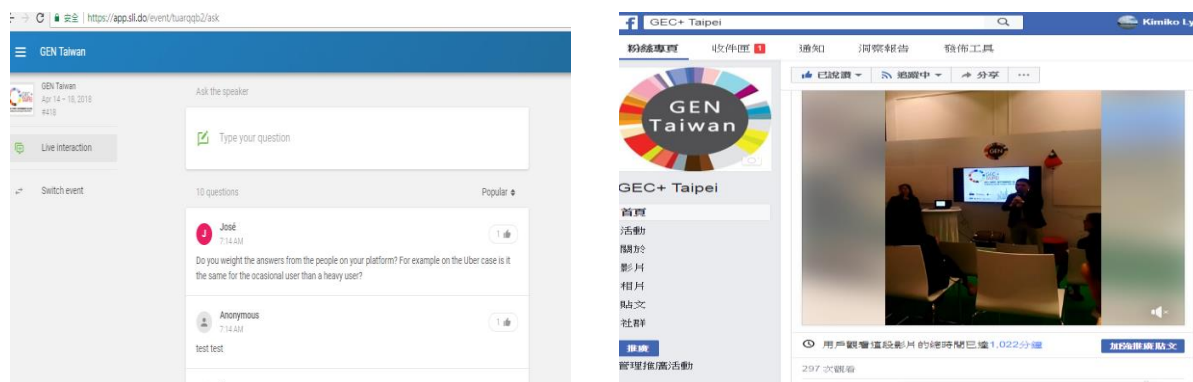 安全 | https://app.sli.do/event/tuarqqb2/ask
GEN Taiwan
GEN Taiwan
Apr 14 – 18, 2018
#418
Live interaction
Switch event
Ask the speaker
Type your question
10 questions
Popular
J
José
7:14 AM
1
Do you weight the answers from the people on your platform? For example on the Uber case is it
the same for the ocasional user than a heavy user?
Anonymous
7:14 AM
1
test test
GEC+ Taipei
Kimiko Ly
粉絲專頁
收件匣 1
通知
洞察報告
發佈工具
GEN
Taiwan
GEC+ Taipei
首頁
活動
關於
影片
相片
貼文
社群
推廣
管理推廣活動
已說讚
追蹤中
分享
GEN
用戶觀看這段影片的總時間已達1,022分鐘
加強推廣貼文
297 次觀看